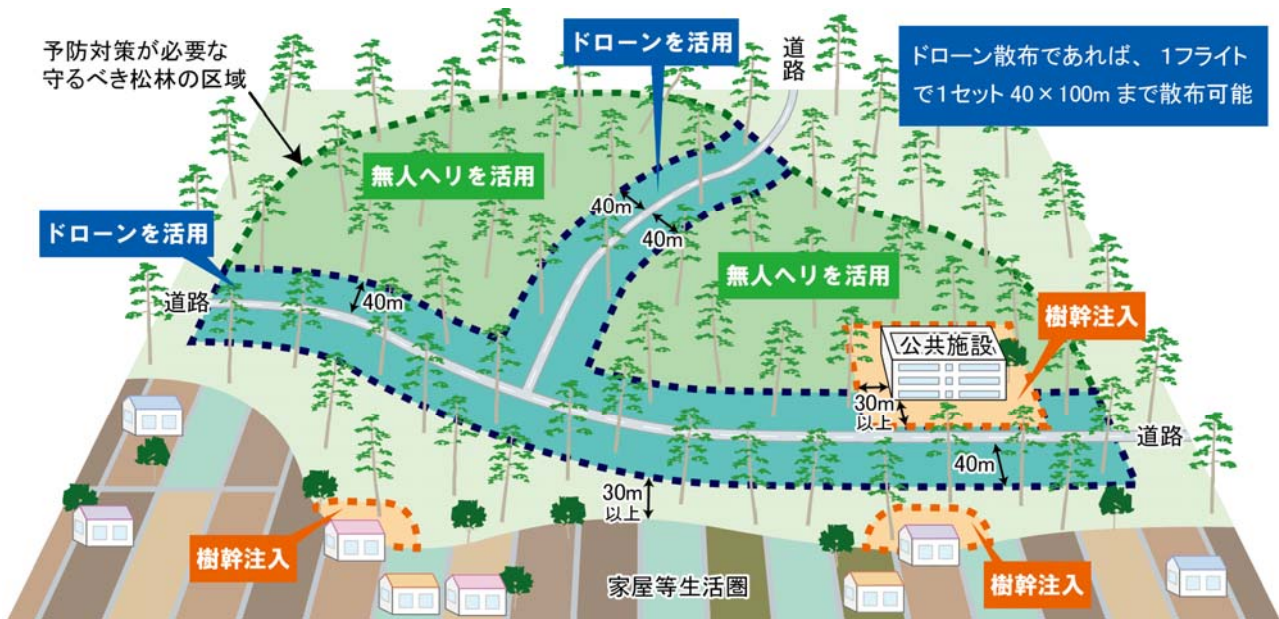 予防対策が必要な
守るべき松林の区域
ドローンを活用
道路
ドローン散布であれば、1フライト
で1セット 40×100m まで散布可能
無人ヘリを活用
40m
40m
ドローンを活用
無人ヘリを活用
道路
40m
樹幹注入
公共施設
30m
以上
道路
40m
30m
以上
樹幹注入
家屋等生活圏
樹幹注入